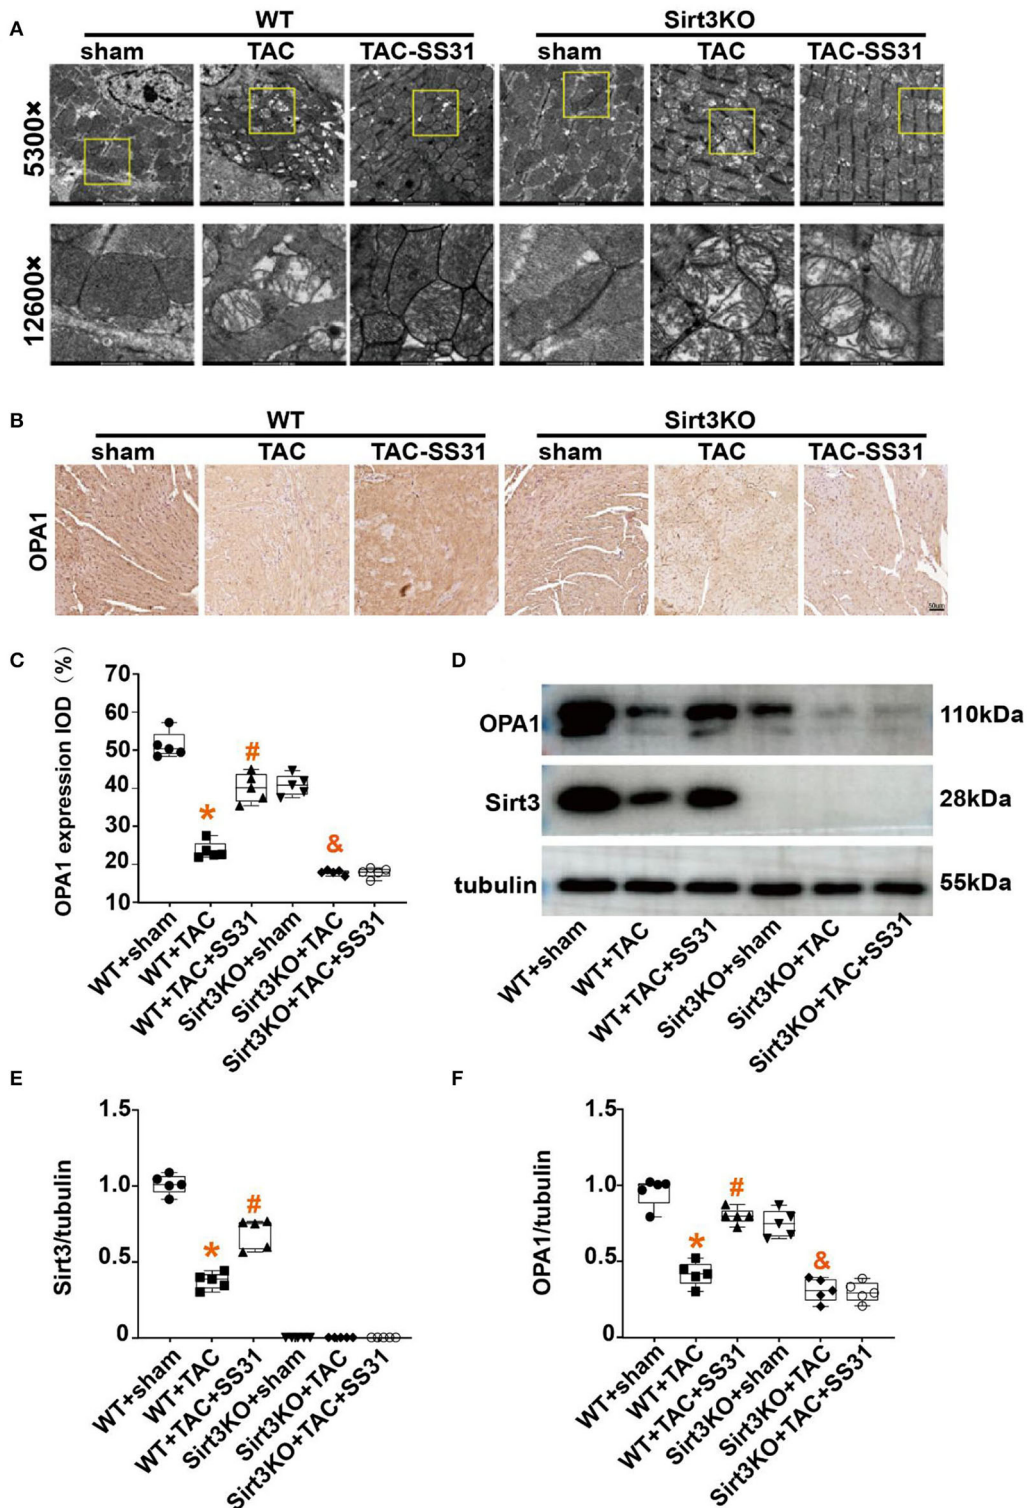 A
WT Sirt3KO
sham TAC TAC-SS31 sham TAC TAC-SS31
5300×
12600×
B
WT Sirt3KO
sham TAC TAC-SS31 sham TAC TAC-SS31
OPA1
50um
C
OPA1 expression IOD (%)
70
60
50
40
30
20
10
*
#
&
WT+sham
WT+TAC
WT+TAC+SS31
Sirt3KO+sham
Sirt3KO+TAC
Sirt3KO+TAC+SS31
D
OPA1 110kDa
Sirt3 28kDa
tubulin 55kDa
WT+sham
WT+TAC
WT+TAC+SS31
Sirt3KO+sham
Sirt3KO+TAC
Sirt3KO+TAC+SS31
E
Sirt3/tubulin
1.5
1.0
0.5
0
*
#
WT+sham
WT+TAC
WT+TAC+SS31
Sirt3KO+sham
Sirt3KO+TAC
Sirt3KO+TAC+SS31
F
OPA1/tubulin
1.5
1.0
0.5
0
*
#
&
WT+sham
WT+TAC
WT+TAC+SS31
Sirt3KO+sham
Sirt3KO+TAC
Sirt3KO+TAC+SS31